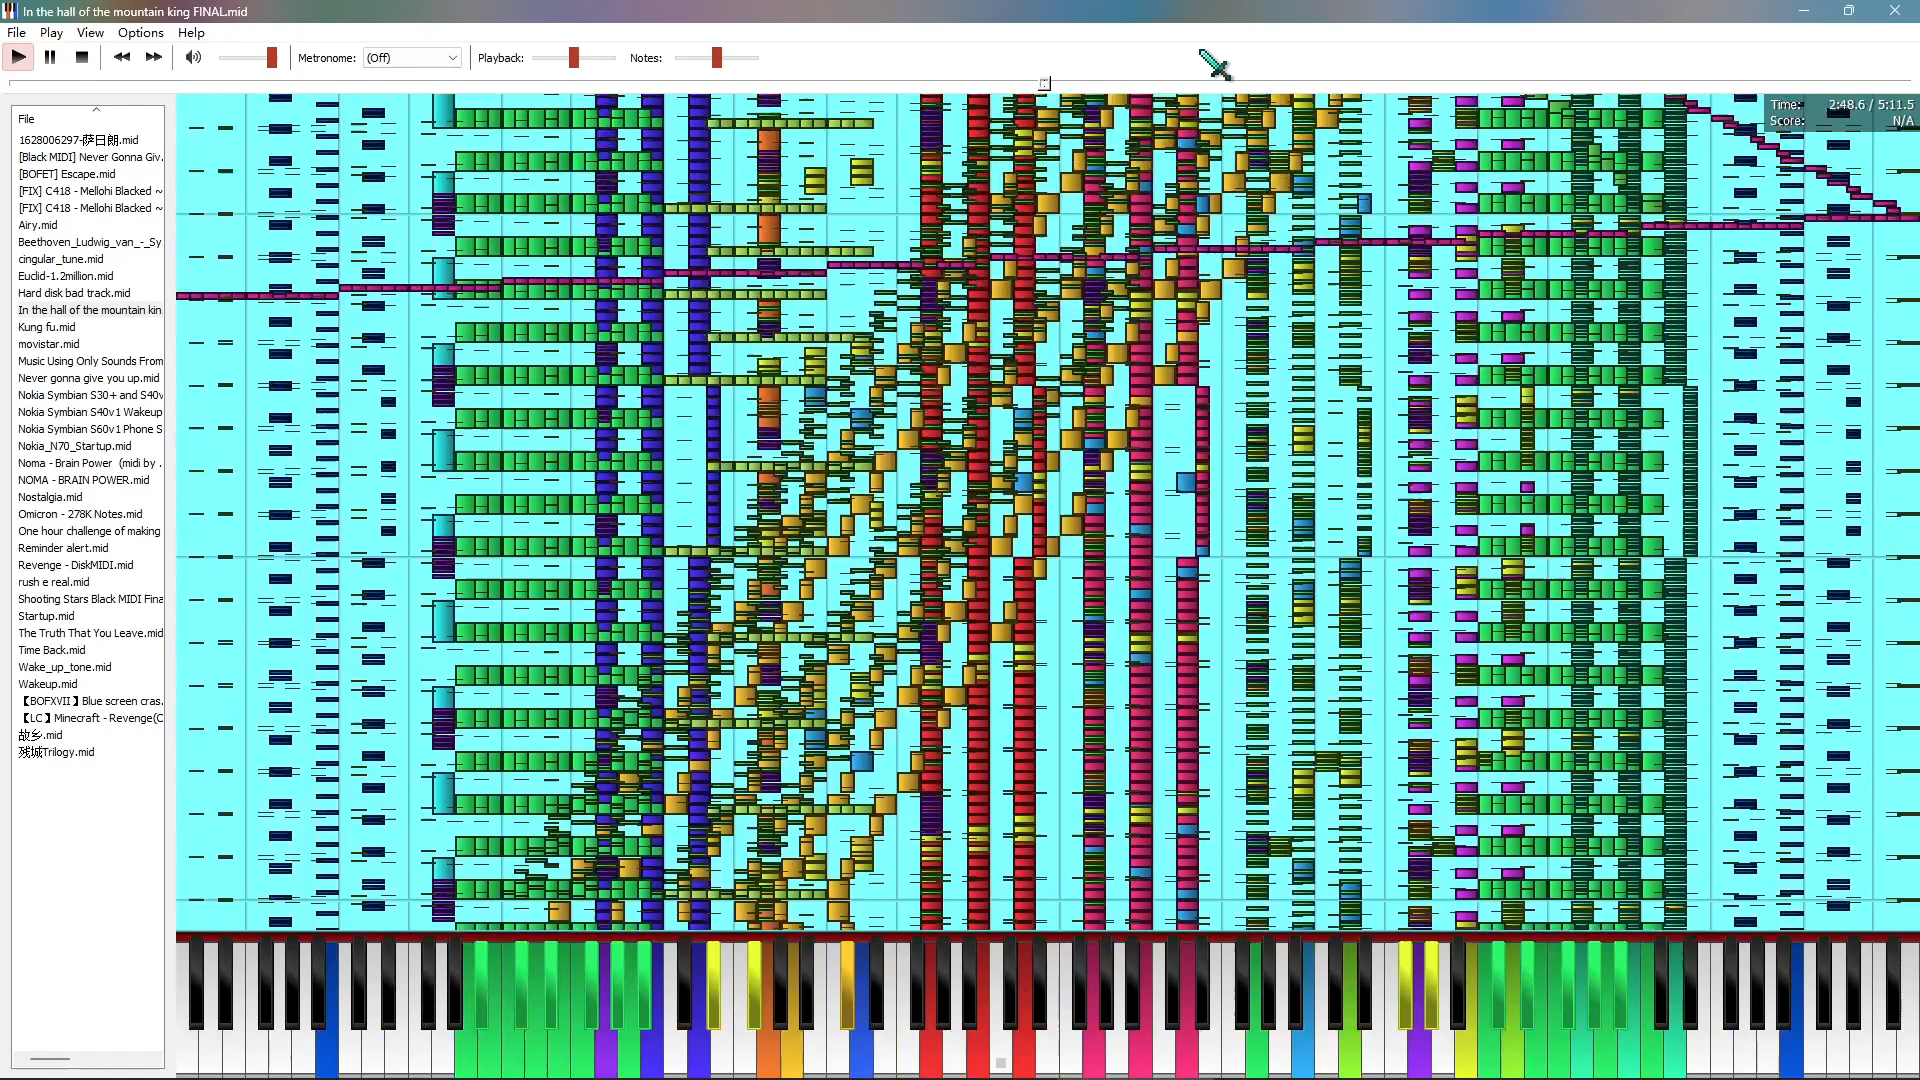 In the hall of the mountain king FINAL.mid
File Play View Options Help
Metronome: (Off) Playback: Notes:
Time: 2:48.6 / 5:11.5
Score: N/A
File
1628006297-萨日朗.mid
[Black MIDI] Never Gonna Giv.
[BOFET] Escape.mid
[FIX] C418 - Mellohi Blacked ~
[FIX] C418 - Mellohi Blacked ~
Airy.mid
Beethoven_Ludwig_van_-_Sy
cingular_tune.mid
Euclid-1.2million.mid
Hard disk bad track.mid
In the hall of the mountain kin
Kung fu.mid
movistar.mid
Music Using Only Sounds From
Never gonna give you up.mid
Nokia Symbian S30+ and S40v
Nokia Symbian S40v1 Wakeup
Nokia Symbian S60v1 Phone S
Nokia_N70_Startup.mid
Noma - Brain Power (midi by .
NOMA - BRAIN POWER.mid
Nostalgia.mid
Omicron - 278K Notes.mid
One hour challenge of making
Reminder alert.mid
Revenge - DiskMIDI.mid
rush e real.mid
Shooting Stars Black MIDI Fina
Startup.mid
The Truth That You Leave.mid
Time Back.mid
Wake_up_tone.mid
Wakeup.mid
【BOFXVII】Blue screen cras.
【LC】Minecraft - Revenge(C
故乡.mid
残城Trilogy.mid